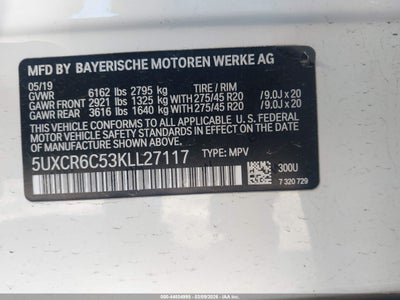 MFD BY BAYERISCHE MOTOREN WERKE AG
05/19
GVWR 6162 lbs 2795 kg TIRE / RIM
GAWR FRONT 2921 lbs 1325 kg WITH 275/45 R20 /9.0J x 20
GAWR REAR 3616 lbs 1640 kg WITH 275/45 R20 /9.0J x 20
THIS VEHICLE CONFORMS TO ALL APPLICABLE U.S. FEDERAL
MOTOR VEHICLE SAFETY STANDARDS IN EFFECT ON THE
DATE OF MANUFACTURE SHOWN ABOVE.
5UXCR6C53KLL27117 TYPE: MPV
300U
7 320 729